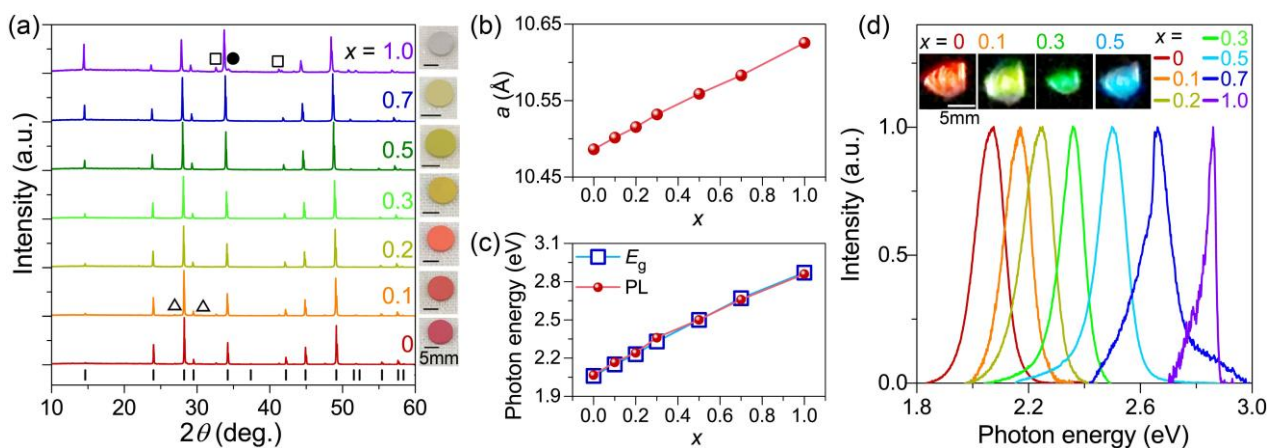 (a)
Intensity (a.u.)
x = 1.0
0.7
0.5
0.3
0.2
0.1
0
5mm
10 20 30 40 50 60
2θ (deg.)
(b)
a (Å)
10.65
10.55
10.45
0.0 0.2 0.4 0.6 0.8 1.0
x
(c)
Photon energy (eV)
3.1
2.8
2.5
2.2
1.9
Eg
PL
0.0 0.2 0.4 0.6 0.8 1.0
x
(d)
x = 0 0.1 0.3 0.5
5mm
x =
0
0.1
0.2
0.3
0.5
0.7
1.0
Intensity (a.u.)
1.0
0.5
0.0
1.8 2.2 2.6 3.0
Photon energy (eV)